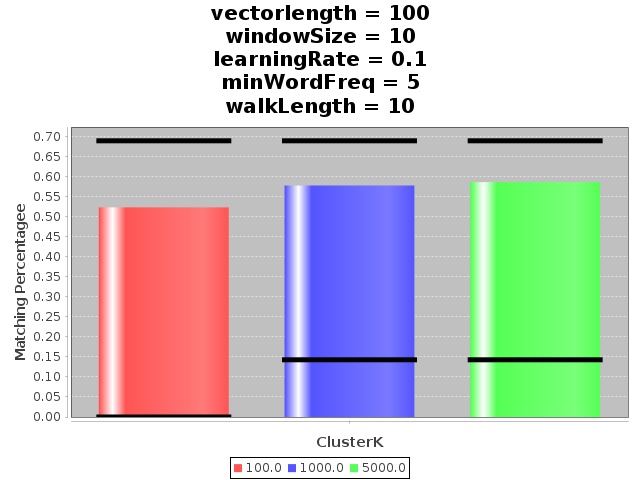 vectorlength = 100
windowSize = 10
learningRate = 0.1
minWordFreq = 5
walkLength = 10
0.70
0.65
0.60
0.55
0.50
0.45
0.40
0.35
0.30
0.25
0.20
0.15
0.10
0.05
0.00
Matching Percentagee
ClusterK
100.0 1000.0 5000.0